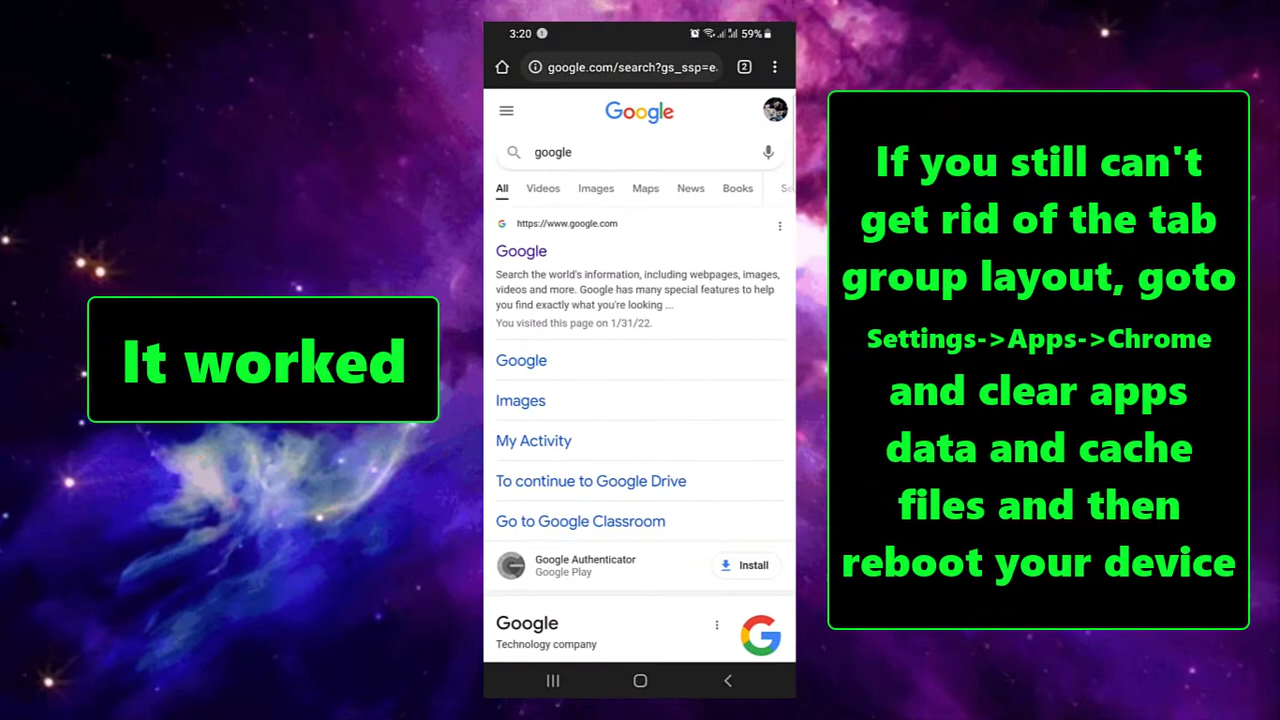 It worked
3:20
59%
google.com/search?gs_ssp=e.
2
Google
google
All Videos Images Maps News Books Se
https://www.google.com
Google
Search the world's information, including webpages, images,
videos and more. Google has many special features to help
you find exactly what you're looking ...
You visited this page on 1/31/22.
Google
Images
My Activity
To continue to Google Drive
Go to Google Classroom
Google Authenticator
Google Play
Install
Google
Technology company
If you still can't
get rid of the tab
group layout, goto
Settings->Apps->Chrome
and clear apps
data and cache
files and then
reboot your device